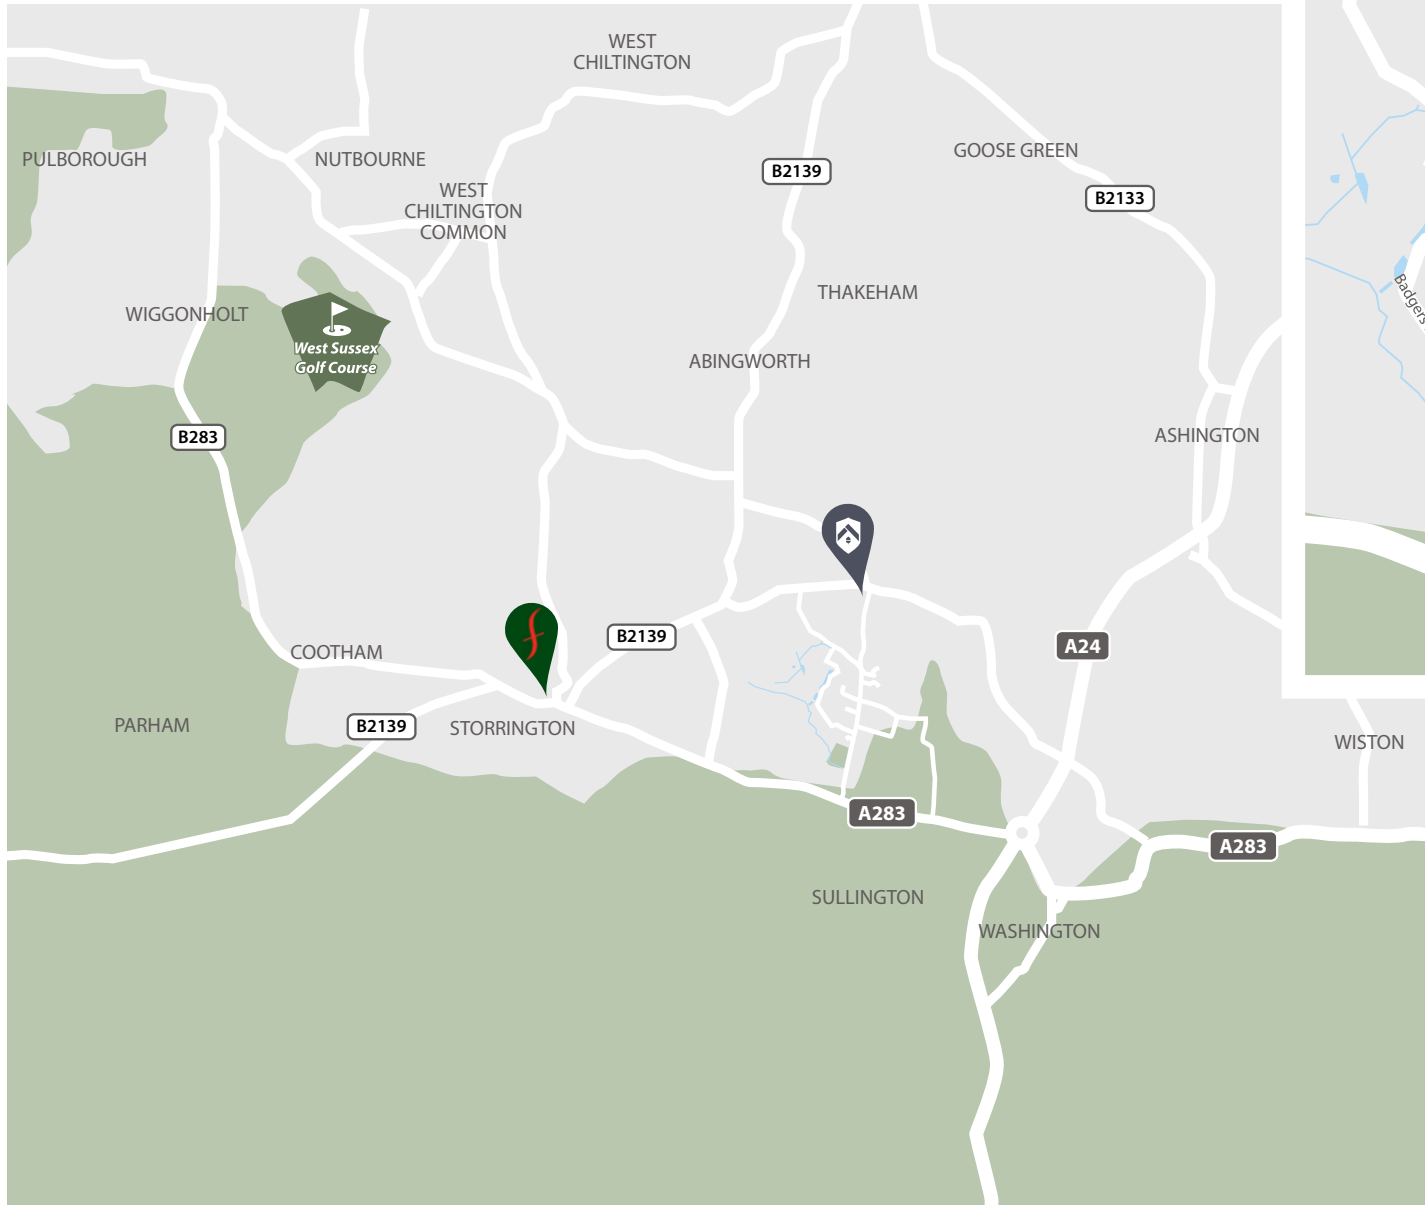 WEST
CHILTINGTON
GOOSE GREEN
PULBOROUGH
NUTBOURNE
B2139
WEST
CHILTINGTON
COMMON
B2133
THAKEHAM
Badgers
WIGGONHOLT
West Sussex
Golf Course
ABINGWORTH
B283
ASHINGTON
B2139
A24
COOTHAM
PARHAM
B2139
STORRINGTON
WISTON
A283
A283
SULLINGTON
WASHINGTON